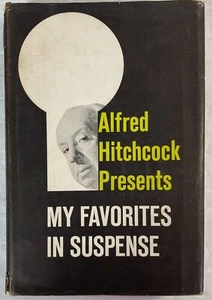 Alfred
Hitchcock
Presents
MY FAVORITES
IN SUSPENSE